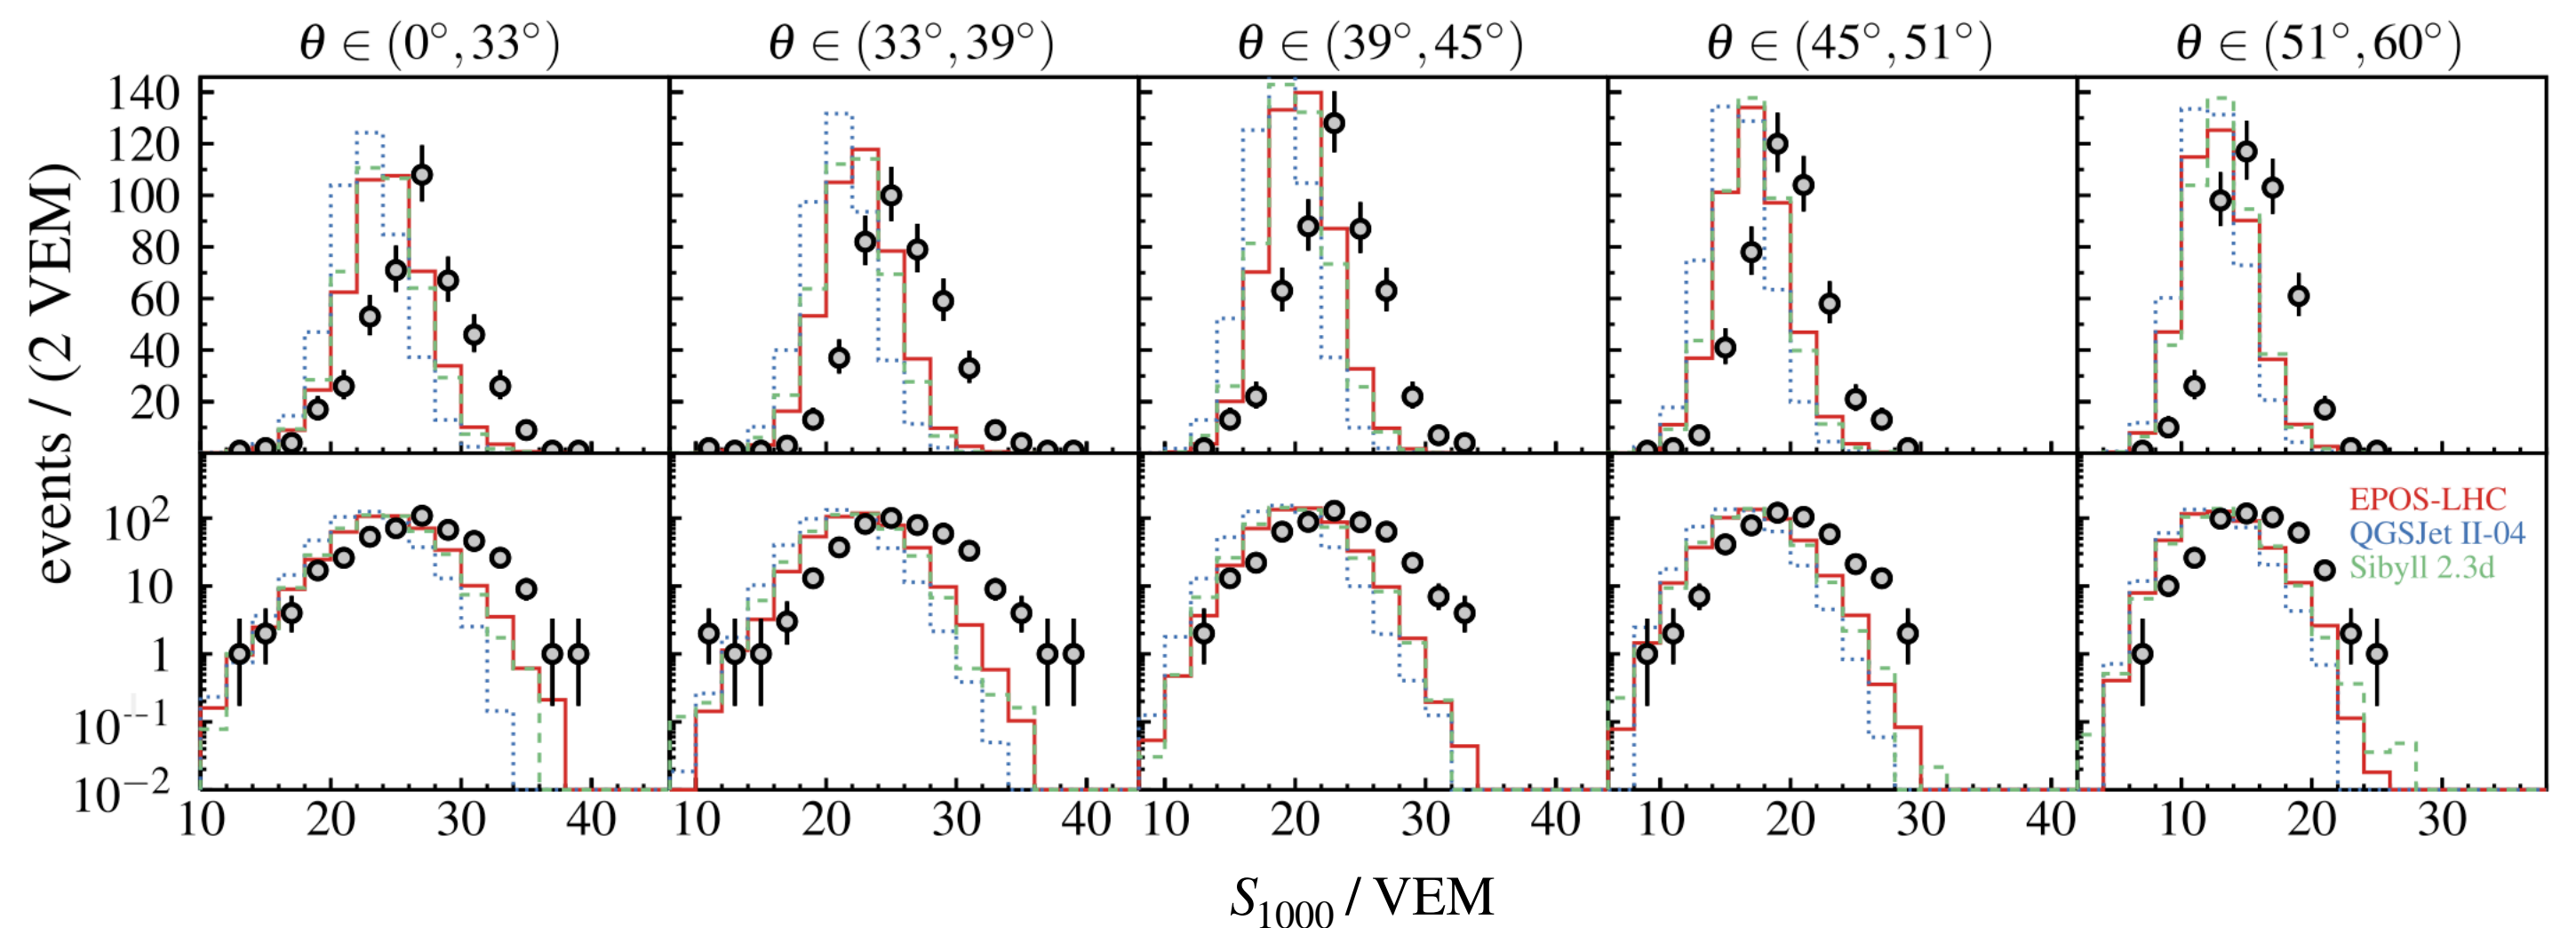 θ ∈ (0°, 33°) θ ∈ (33°, 39°) θ ∈ (39°, 45°) θ ∈ (45°, 51°) θ ∈ (51°, 60°)
events / (2 VEM)
140
120
100
80
60
40
20
10²
10
1
10⁻¹
10⁻²
EPOS-LHC
QGSJet II-04
Sibyll 2.3d
10 20 30 40 10 20 30 40 10 20 30 40 10 20 30 40 10 20 30
S₁₀₀₀ / VEM